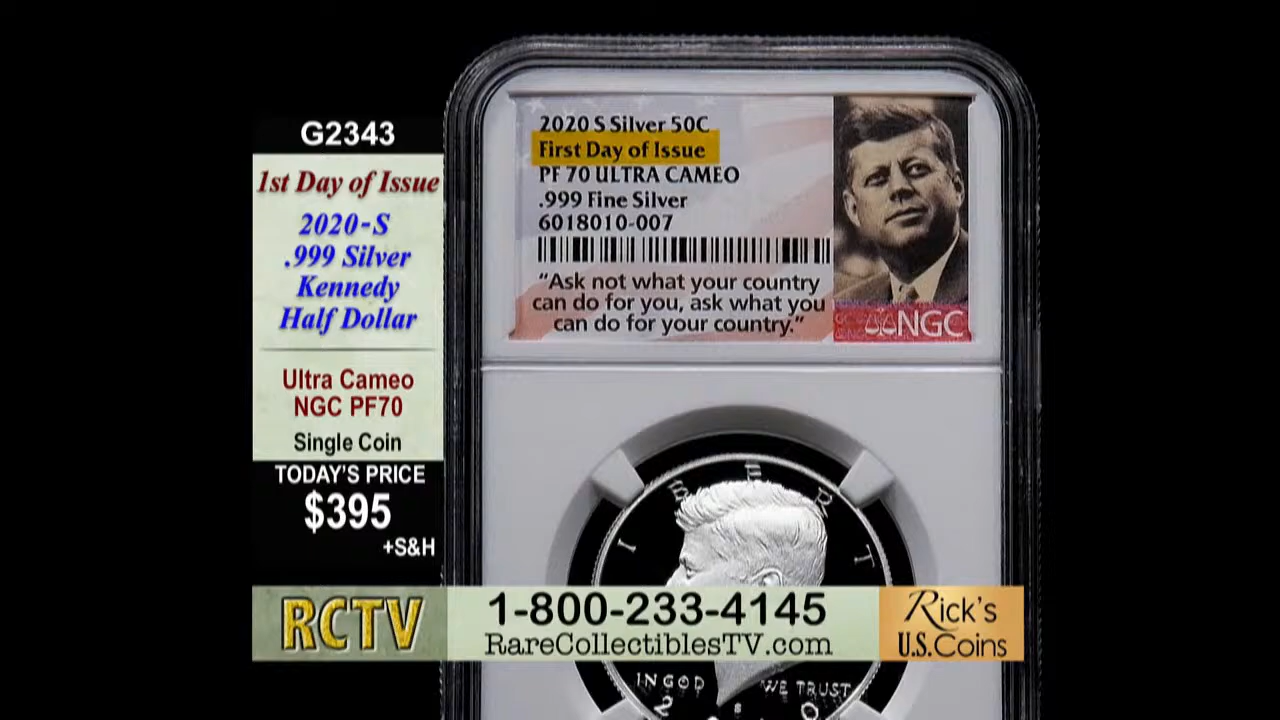 G2343
1st Day of Issue
2020-S
.999 Silver
Kennedy
Half Dollar
Ultra Cameo
NGC PF70
Single Coin
TODAY'S PRICE
$395
+S&H
2020 S Silver 50C
First Day of Issue
PF 70 ULTRA CAMEO
.999 Fine Silver
6018010-007
"Ask not what your country
can do for you, ask what you
can do for your country."
NGC
LIBERTY
IN GOD WE TRUST
RCTV
1-800-233-4145
RareCollectiblesTV.com
Rick's
U.S. Coins